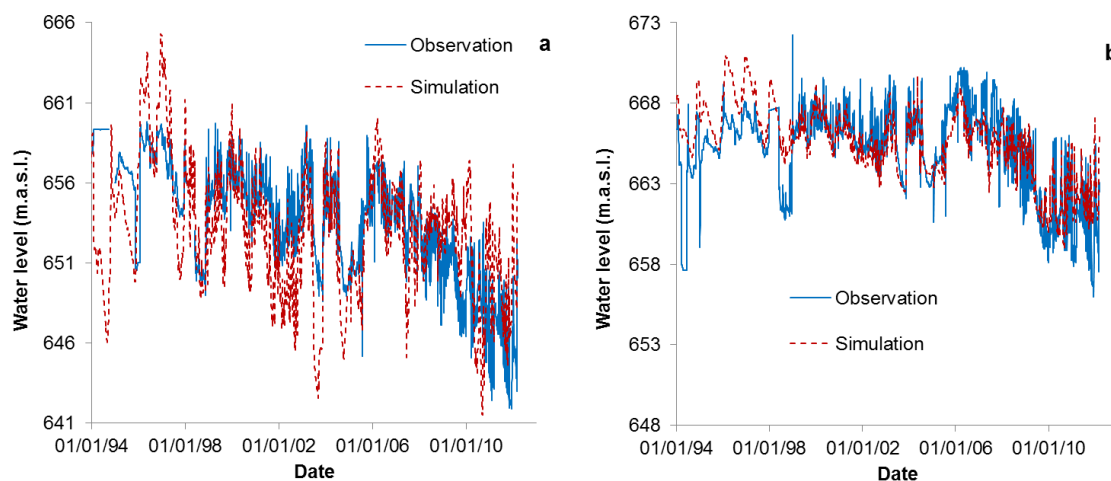 666
661
656
651
646
641
Water level (m.a.s.l.)
01/01/94 01/01/98 01/01/02 01/01/06 01/01/10
Date
Observation
Simulation
a
673
668
663
658
653
648
Water level (m.a.s.l.)
01/01/94 01/01/98 01/01/02 01/01/06 01/01/10
Date
Observation
Simulation
b